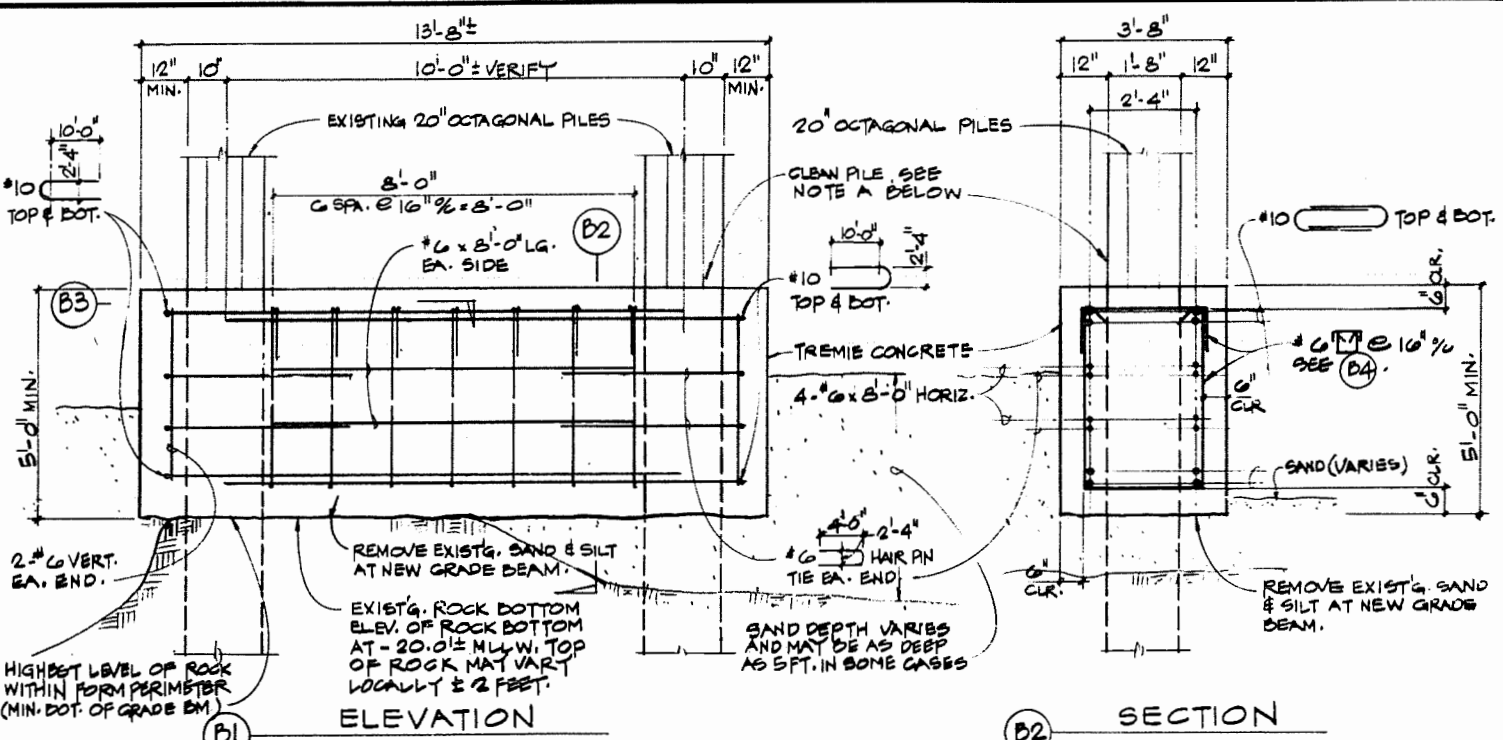 13'-8"±
12"
MIN.
10"
10'-0"± VERIFY
10"
12"
MIN.
EXISTING 20" OCTAGONAL PILES
10'-0"
2'-4"
#10
TOP & BOT.
8'-0"
6 SPA. @ 16" %=8'-0"
B2
#6 x 8'-0" LG.
EA. SIDE
B3
5'-0" MIN.
2-#6 VERT.
EA. END.
HIGHEST LEVEL OF ROCK
WITHIN FORM PERIMETER
(MIN. BOT. OF GRADE BM)
REMOVE EXIST'G. SAND & SILT
AT NEW GRADE BEAM.
EXIST'G. ROCK BOTTOM
ELEV. OF ROCK BOTTOM
AT -20.0'± MLLW. TOP
OF ROCK MAY VARY
LOCALLY ± 2 FEET.
B1
ELEVATION
20" OCTAGONAL PILES
CLEAN PILE, SEE
NOTE A BELOW
10'-0"
2'-4"
#10
TOP & BOT.
TREMIE CONCRETE
4-#6 x 8'-0" HORIZ.
4'-0"
2'-4"
#6
HAIR PIN
TIE EA. END
SAND DEPTH VARIES
AND MAY BE AS DEEP
AS 5 FT. IN SOME CASES
3'-8"
12"
1'-8"
12"
2'-4"
#10
TOP & BOT.
6" CLR.
#6 @ 16" %
SEE B4.
6"
CLR
5'-0" MIN.
SAND (VARIES)
6" CLR.
6"
CLR.
REMOVE EXIST'G. SAND
& SILT AT NEW GRADE
BEAM.
B2
SECTION